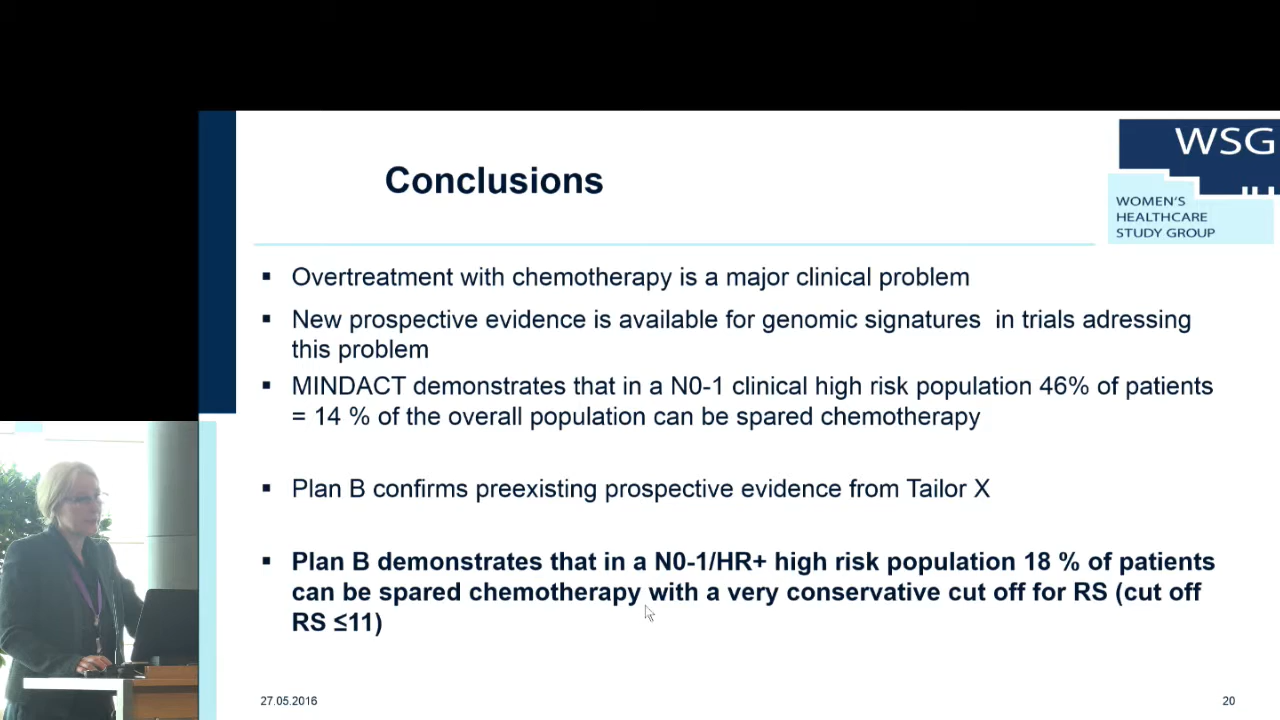 Conclusions
WSG
WOMEN'S
HEALTHCARE
STUDY GROUP
▪ Overtreatment with chemotherapy is a major clinical problem
▪ New prospective evidence is available for genomic signatures in trials adressing
this problem
▪ MINDACT demonstrates that in a N0-1 clinical high risk population 46% of patients
= 14 % of the overall population can be spared chemotherapy
▪ Plan B confirms preexisting prospective evidence from Tailor X
▪ Plan B demonstrates that in a N0-1/HR+ high risk population 18 % of patients
can be spared chemotherapy with a very conservative cut off for RS (cut off
RS ≤11)
27.05.2016
20